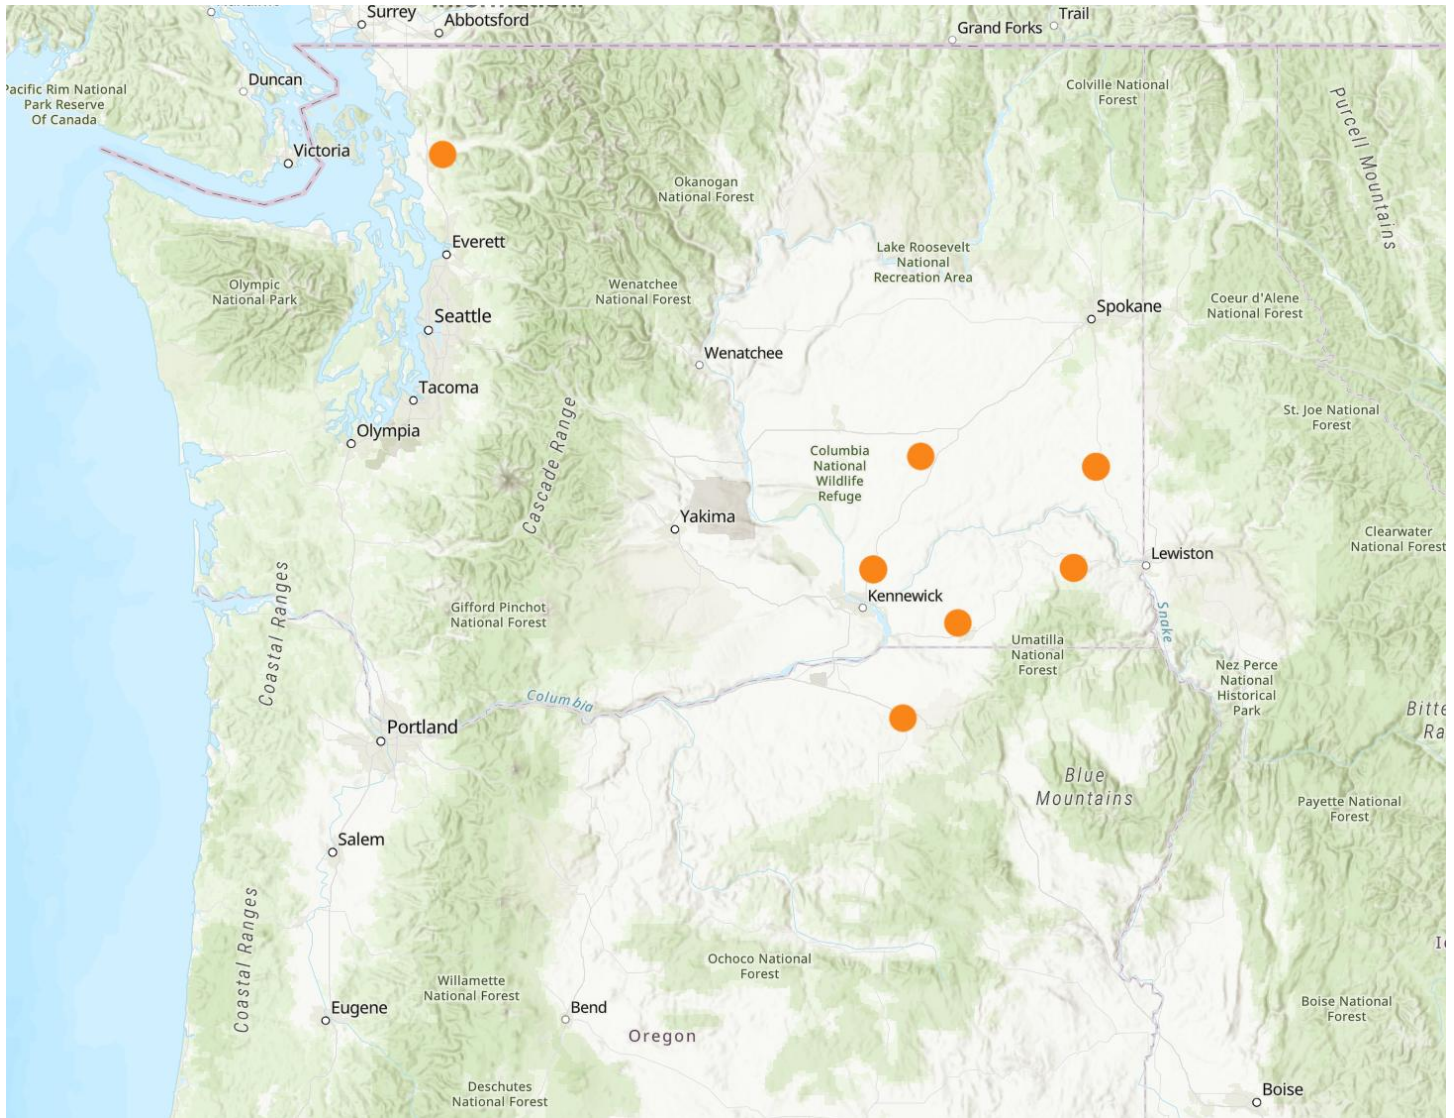 Surrey
Abbotsford
Trail
Grand Forks
Duncan
Pacific Rim National
Park Reserve
Of Canada
Colville National
Forest
Purcell Mountains
Victoria
Okanogan
National Forest
Everett
Lake Roosevelt
National
Recreation Area
Olympic
National Park
Wenatchee
National Forest
Coeur d'Alene
National Forest
Spokane
Seattle
Wenatchee
Tacoma
St. Joe National
Forest
Olympia
Cascade Range
Columbia
National
Wildlife
Refuge
Yakima
Clearwater
National Forest
Lewiston
Coastal Ranges
Kennewick
Gifford Pinchot
National Forest
Snake
Umatilla
National
Forest
Nez Perce
National
Historical
Park
Columbia
Portland
Bitte
Ra
Blue
Mountains
Payette National
Forest
Salem
Coastal Ranges
Ochoco National
Forest
Willamette
National Forest
Eugene
Bend
Oregon
Boise National
Forest
Deschutes
National Forest
Boise